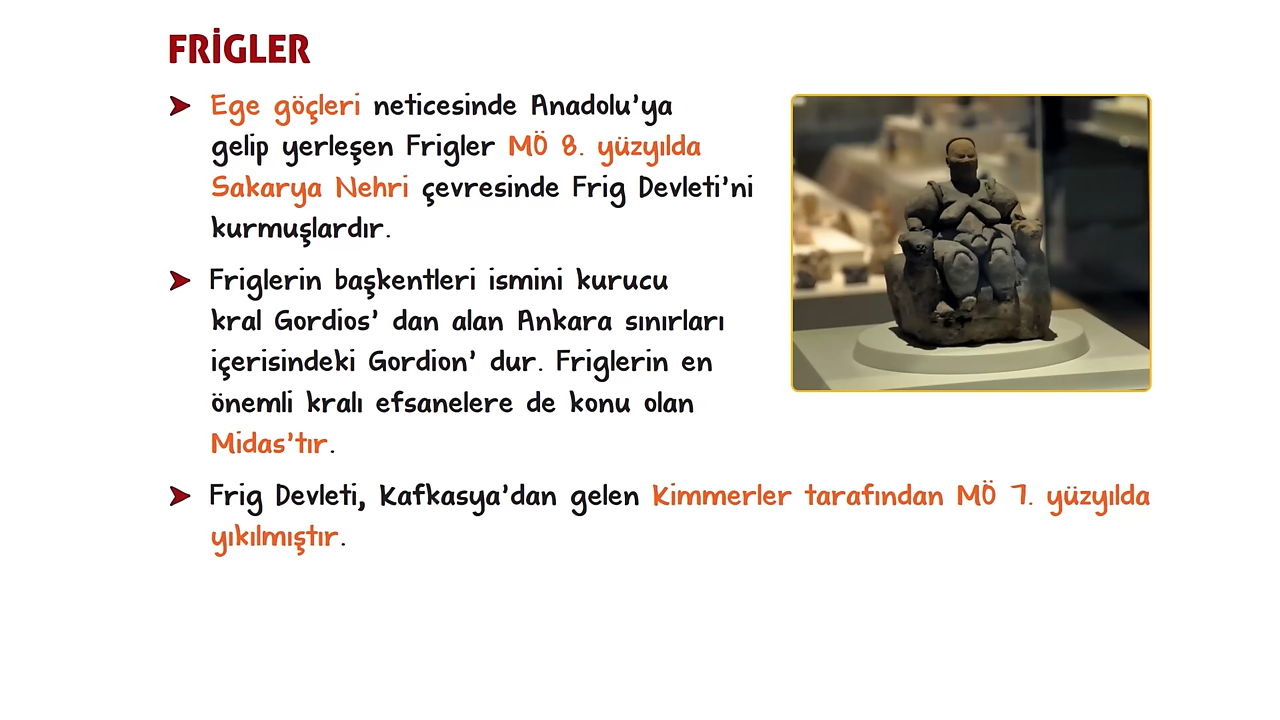 FRİGLER
➤ Ege göçleri neticesinde Anadolu'ya
gelip yerleşen Frigler MÖ 8. yüzyılda
Sakarya Nehri çevresinde Frig Devleti'ni
kurmuşlardır.
➤ Friglerin başkentleri ismini kurucu
kral Gordios' dan alan Ankara sınırları
içerisindeki Gordion' dur. Friglerin en
önemli kralı efsanelere de konu olan
Midas'tır.
➤ Frig Devleti, Kafkasya'dan gelen Kimmerler tarafından MÖ 7. yüzyılda
yıkılmıştır.